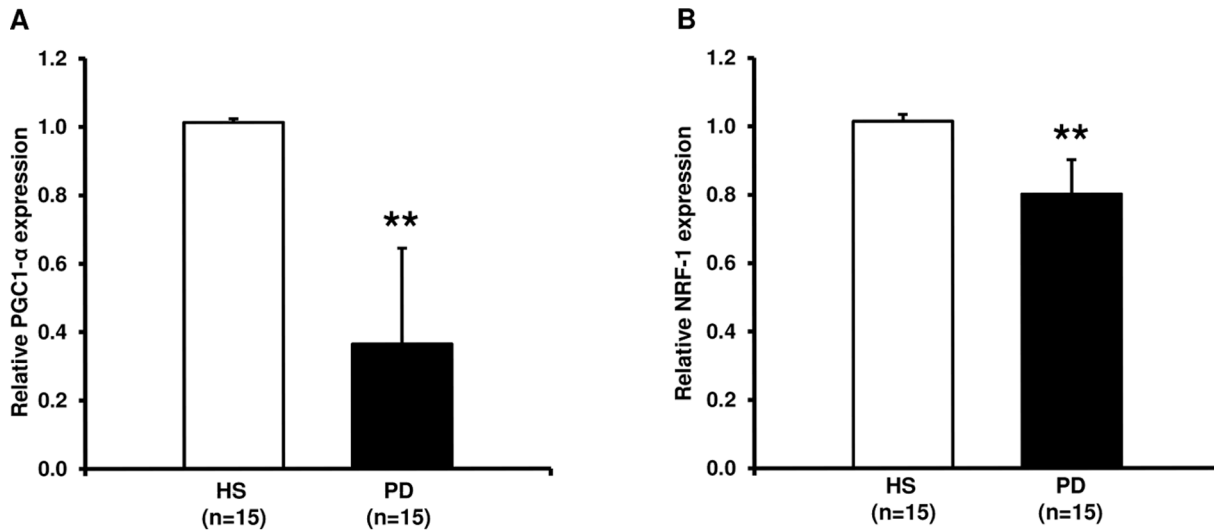 A
Relative PGC1-α expression
1.2
1.0
0.8
0.6
0.4
0.2
0.0
**
HS
(n=15)
PD
(n=15)
B
Relative NRF-1 expression
1.2
1.0
0.8
0.6
0.4
0.2
0.0
**
HS
(n=15)
PD
(n=15)